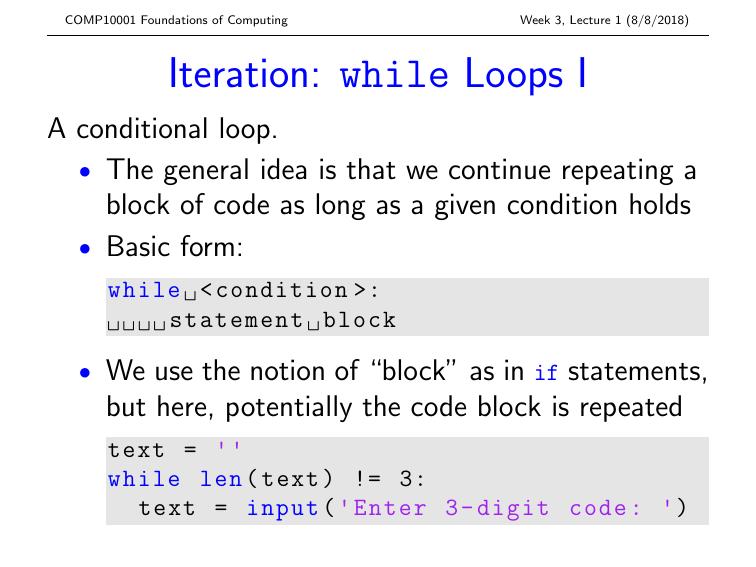 COMP10001 Foundations of Computing Week 3, Lecture 1 (8/8/2018)
Iteration: while Loops I
A conditional loop.
• The general idea is that we continue repeating a
block of code as long as a given condition holds
• Basic form:
while␣<condition>:
␣␣␣␣statement␣block
• We use the notion of “block” as in if statements,
but here, potentially the code block is repeated
text = ''
while len(text) != 3:
  text = input('Enter 3-digit code: ')